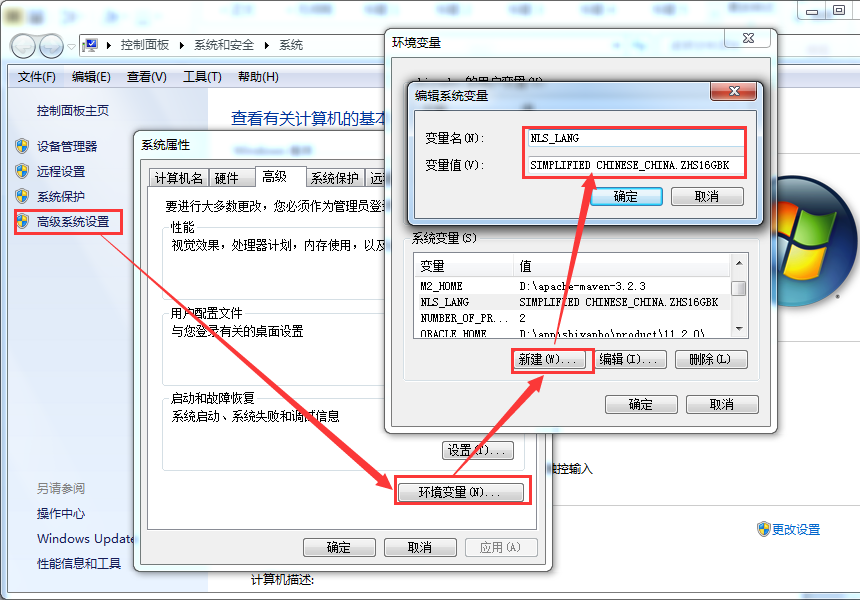 控制面板 ▸ 系统和安全 ▸ 系统
文件(F) 编辑(E) 查看(V) 工具(T) 帮助(H)
控制面板主页
设备管理器
远程设置
系统保护
高级系统设置
另请参阅
操作中心
Windows Update
性能信息和工具
查看有关计算机的基本
系统属性
计算机名 硬件 高级 系统保护 远
要进行大多数更改，您必须作为管理员登
性能
视觉效果，处理器计划，内存使用，以及
用户配置文件
与您登录有关的桌面设置
启动和故障恢复
系统启动、系统失败和调试信息
设置(T)...
环境变量(N)...
确定 取消 应用(A)
计算机描述:
环境变量
编辑系统变量
变量名(N): NLS_LANG
变量值(V): SIMPLIFIED CHINESE_CHINA.ZHS16GBK
确定 取消
系统变量(S)
变量 值
M2_HOME D:\apache-maven-3.2.3
NLS_LANG SIMPLIFIED CHINESE_CHINA.ZHS16GBK
NUMBER_OF_PR... 2
ORACLE_HOME D:\app\shiyanbo\product\11.2.0\
新建(W)... 编辑(I)... 删除(L)
确定 取消
控输入
更改设置